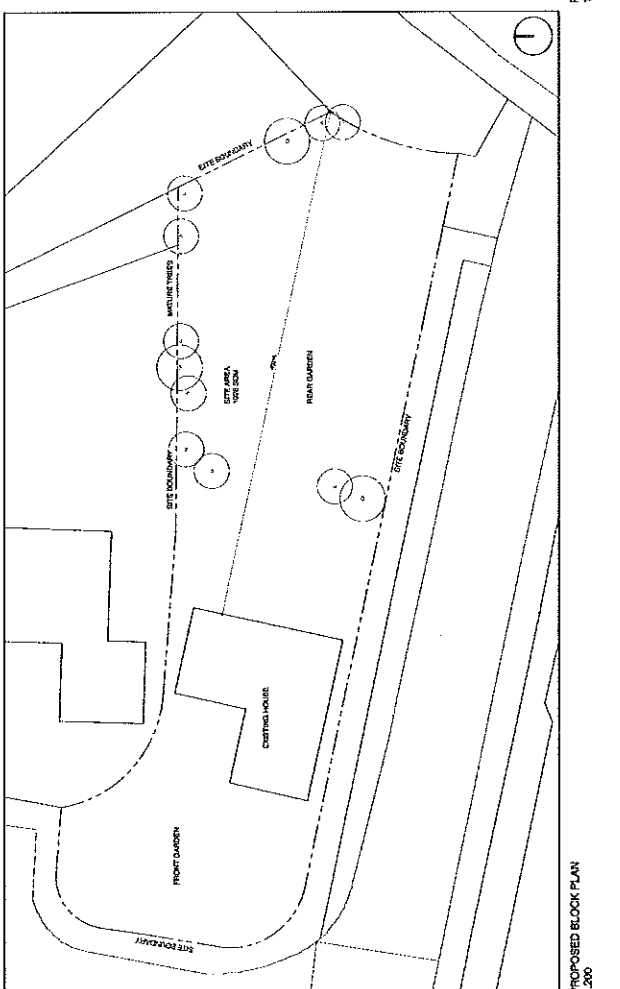 SITE BOUNDARY
MATURE TREES
SITE AREA
SITE BOUNDARY
REAR GARDEN
SITE BOUNDARY
EXISTING HOUSE
FRONT GARDEN
SITE BOUNDARY
PROPOSED BLOCK PLAN